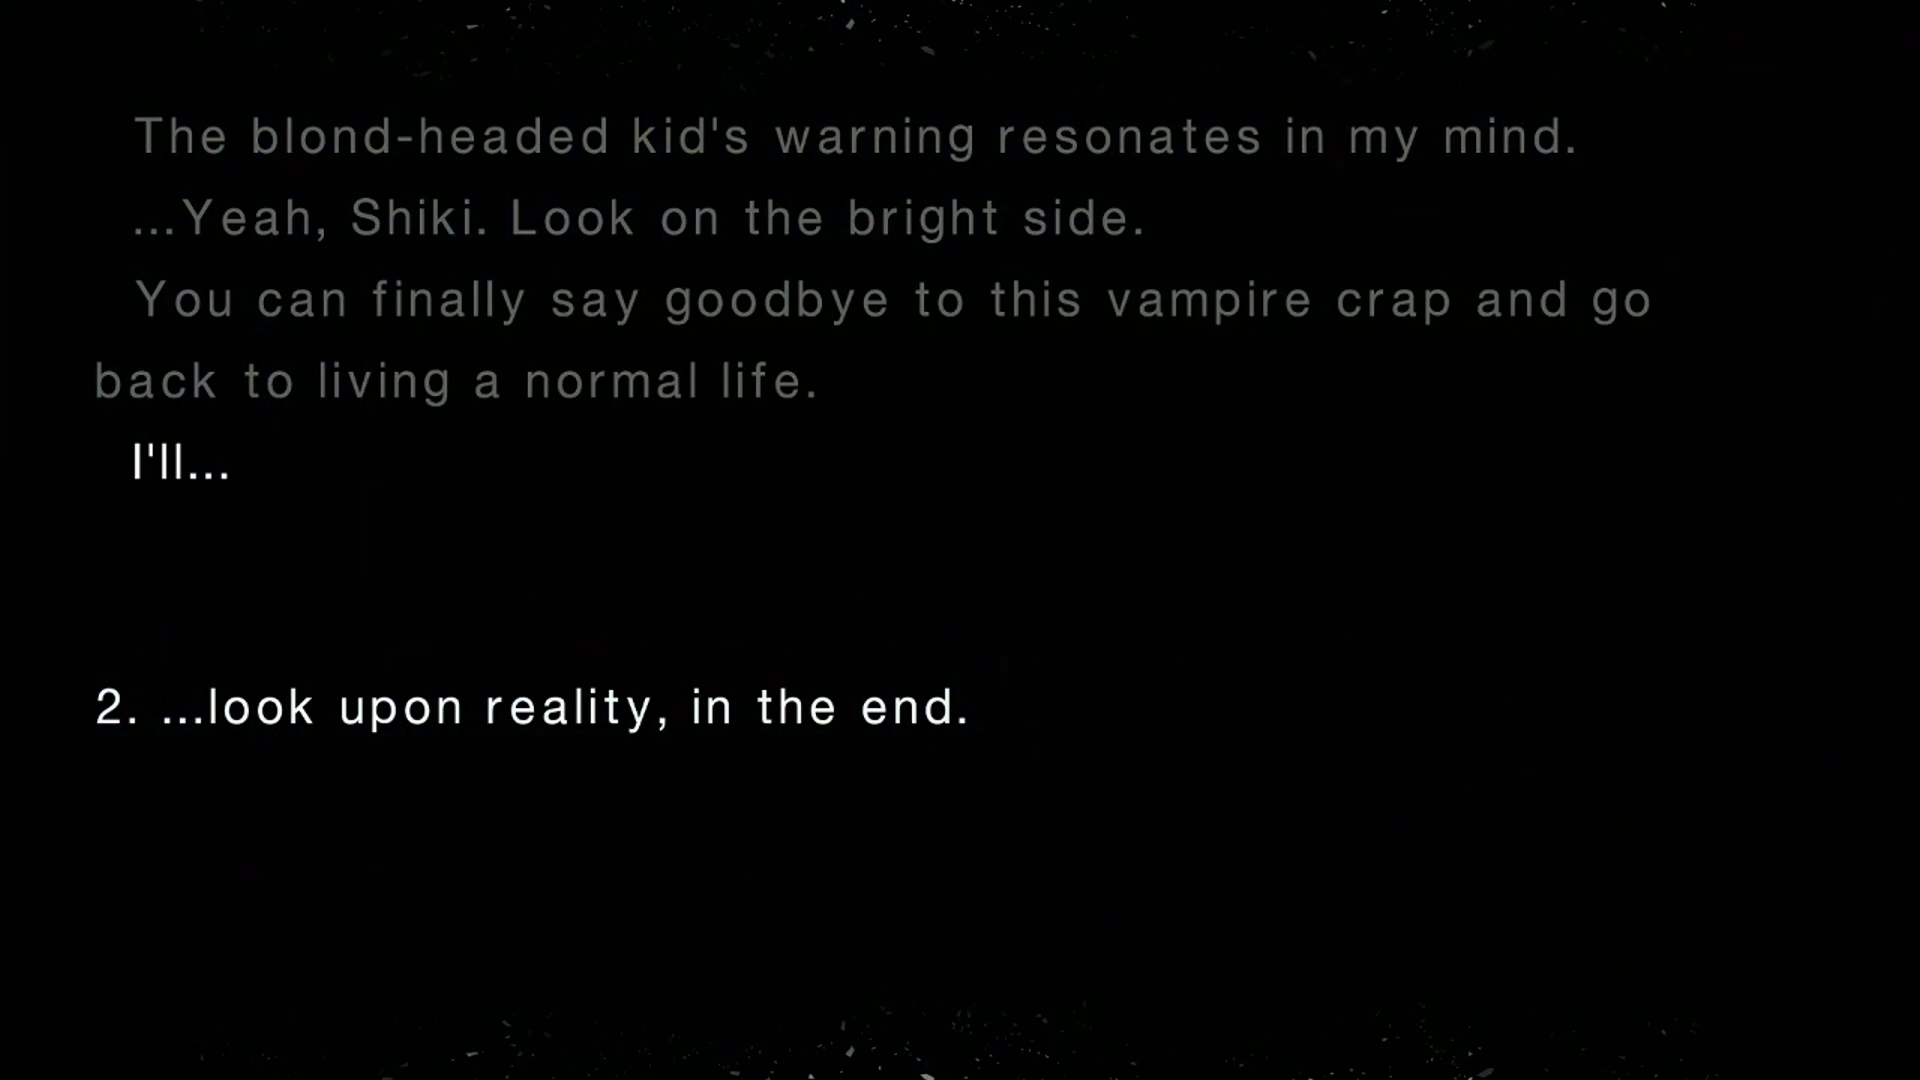 The blond-headed kid's warning resonates in my mind.
...Yeah, Shiki. Look on the bright side.
You can finally say goodbye to this vampire crap and go
back to living a normal life.
I'll...
2. ...look upon reality, in the end.